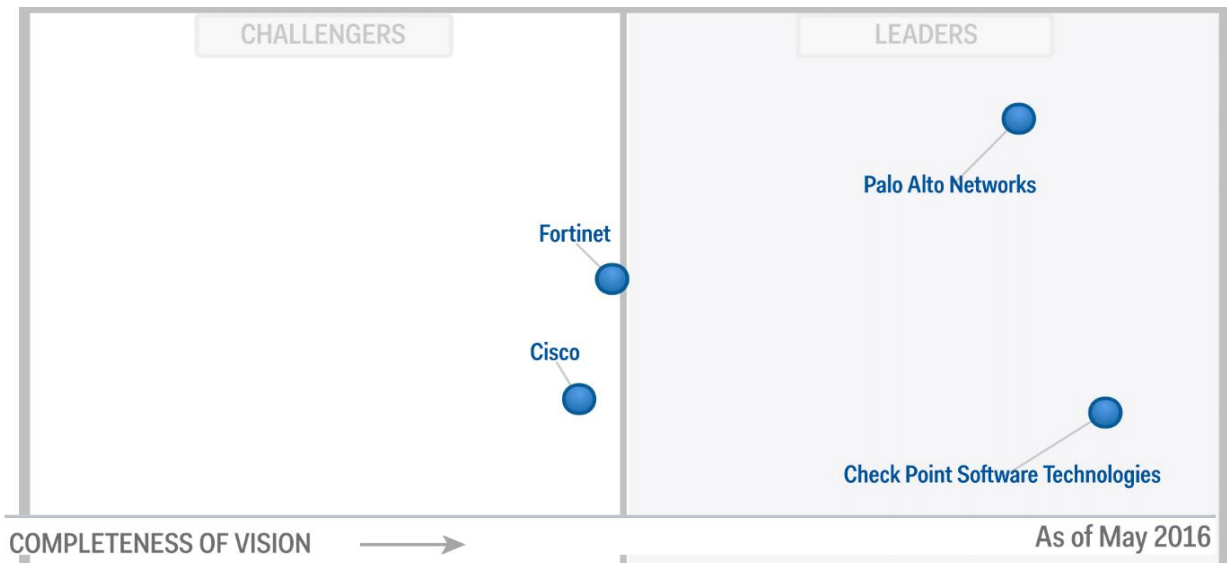 CHALLENGERS
LEADERS
Palo Alto Networks
Fortinet
Cisco
Check Point Software Technologies
COMPLETENESS OF VISION
As of May 2016